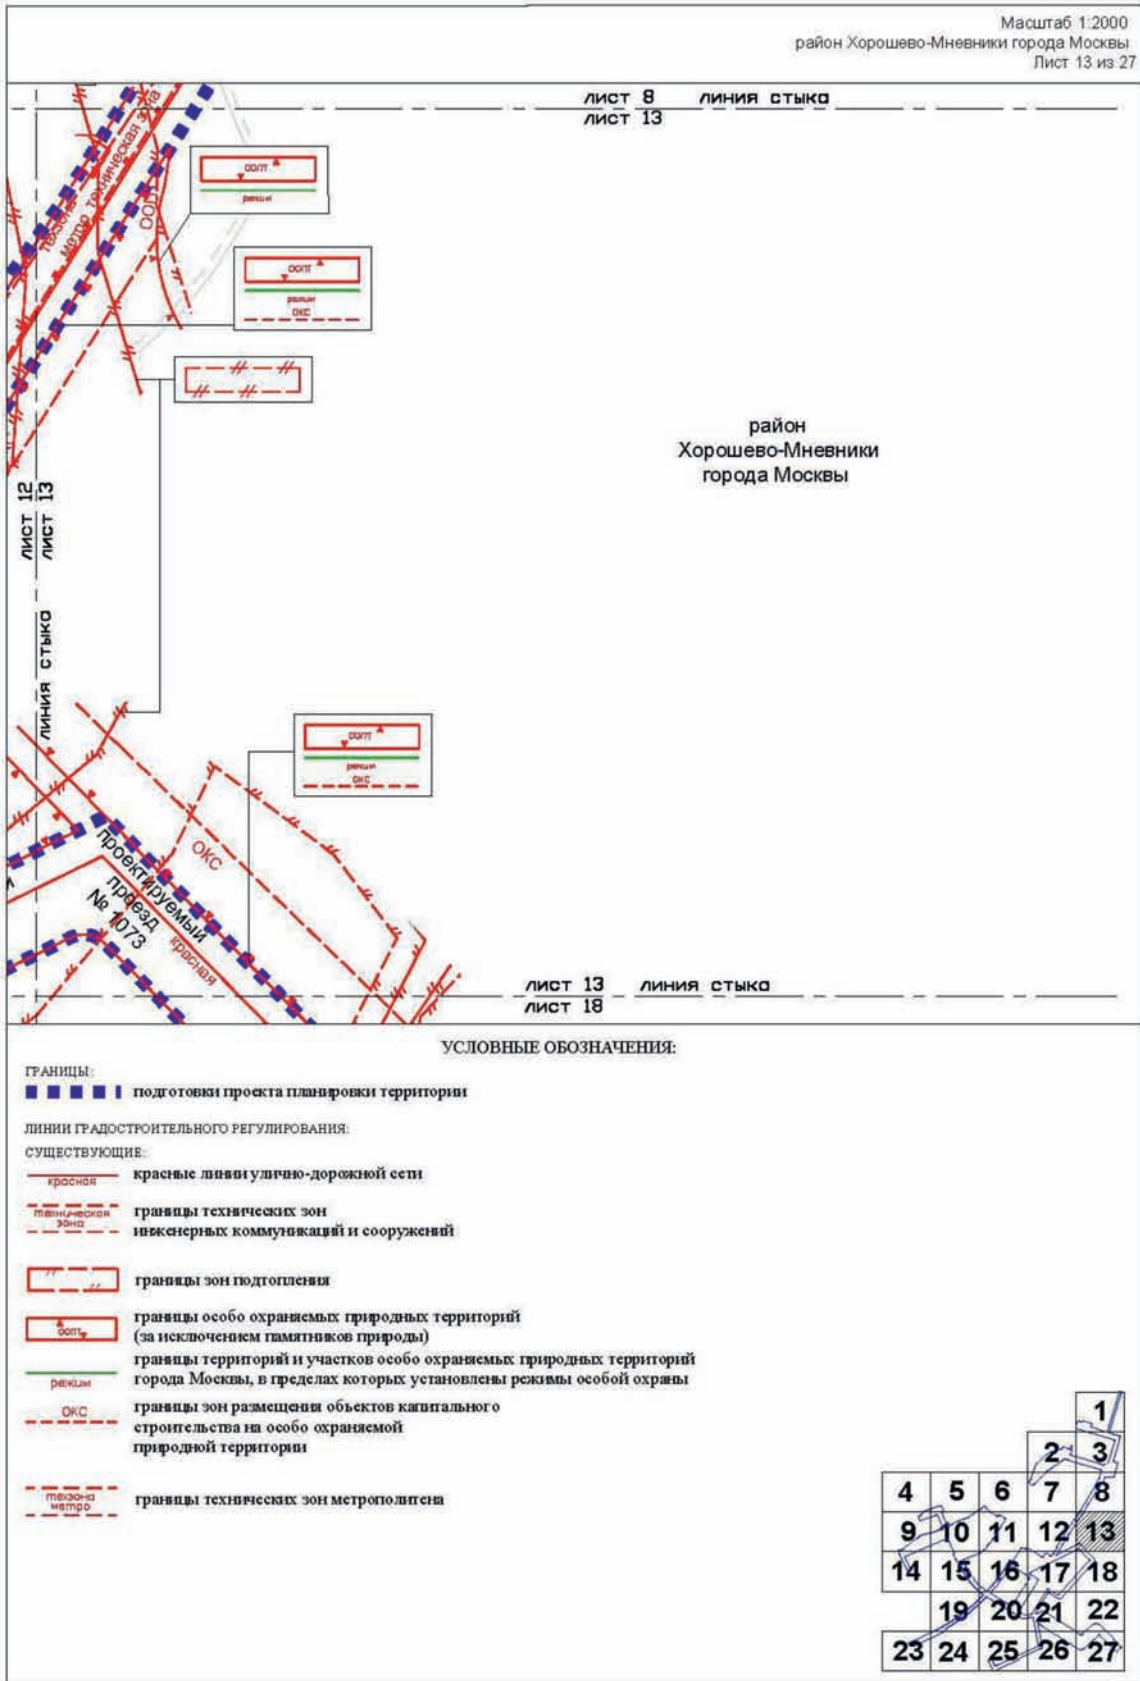 Масштаб 1:2000
район Хорошево-Мневники города Москвы
Лист 13 из 27
лист 8 линия стыка
лист 13
техзона
метро
техническая зона
ООПТ
режим
ООПТ
режим
ОКС
район
Хорошево-Мневники
города Москвы
лист 12
лист 13
линия стыка
ООПТ
режим
ОКС
ОКС
проектируемый
проезд
№ 1073
красная
лист 13 линия стыка
лист 18
УСЛОВНЫЕ ОБОЗНАЧЕНИЯ:
ГРАНИЦЫ:
подготовки проекта планировки территории
ЛИНИИ ГРАДОСТРОИТЕЛЬНОГО РЕГУЛИРОВАНИЯ:
СУЩЕСТВУЮЩИЕ:
красная
красные линии улично-дорожной сети
техническая
зона
границы технических зон
инженерных коммуникаций и сооружений
границы зон подтопления
ООПТ
границы особо охраняемых природных территорий
(за исключением памятников природы)
режим
границы территорий и участков особо охраняемых природных территорий
города Москвы, в пределах которых установлены режимы особой охраны
ОКС
границы зон размещения объектов капитального
строительства на особо охраняемой
природной территории
техзона
метро
границы технических зон метрополитена
1
2 3
4 5 6 7 8
9 10 11 12 13
14 15 16 17 18
19 20 21 22
23 24 25 26 27